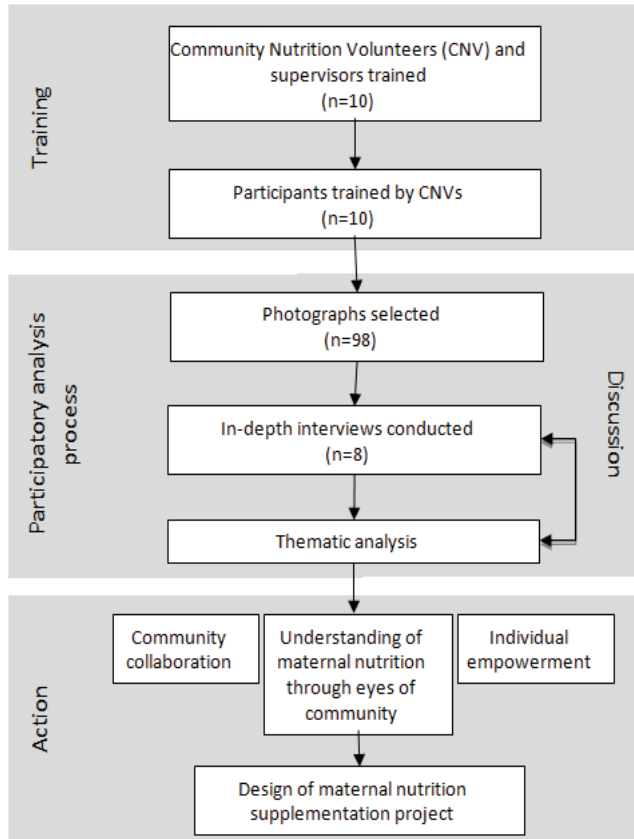 Training
Community Nutrition Volunteers (CNV) and
supervisors trained
(n=10)
Participants trained by CNVs
(n=10)
Participatory analysis
process
Photographs selected
(n=98)
In-depth interviews conducted
(n=8)
Thematic analysis
Discussion
Action
Community
collaboration
Understanding of
maternal nutrition
through eyes of
community
Individual
empowerment
Design of maternal nutrition
supplementation project